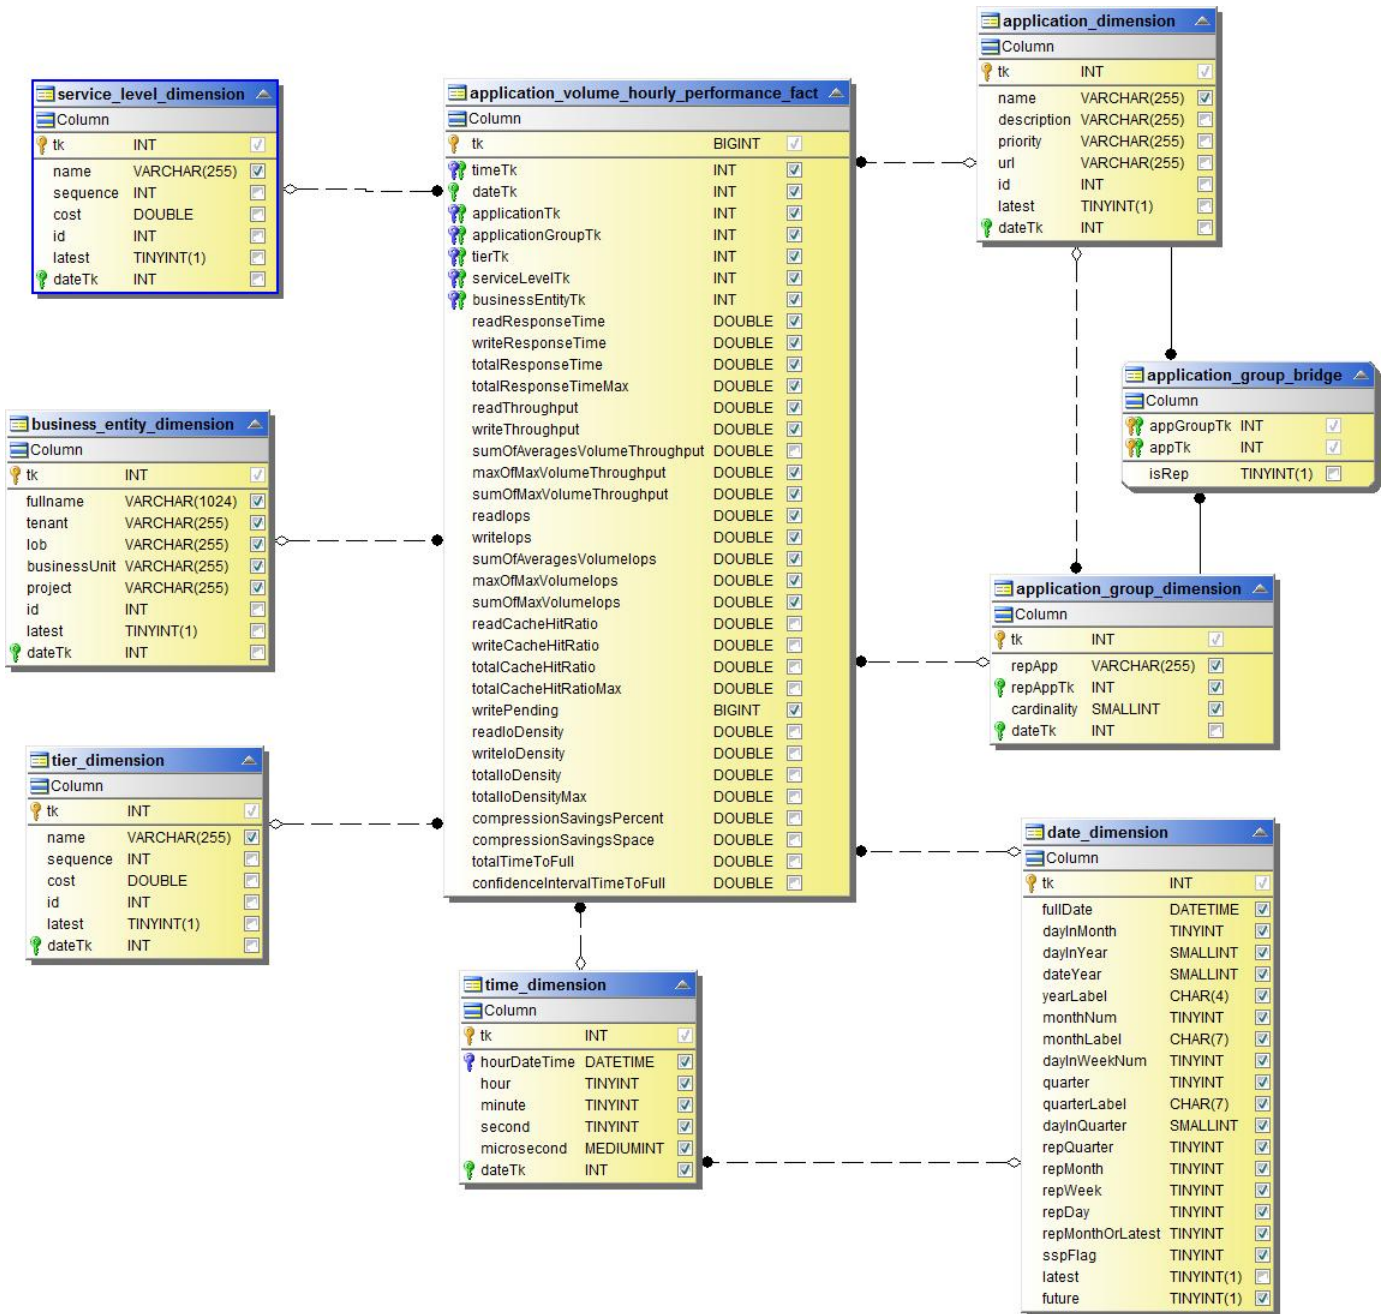 service_level_dimension
Column
tk INT
name VARCHAR(255)
sequence INT
cost DOUBLE
id INT
latest TINYINT(1)
dateTk INT
business_entity_dimension
Column
tk INT
fullname VARCHAR(1024)
tenant VARCHAR(255)
lob VARCHAR(255)
businessUnit VARCHAR(255)
project VARCHAR(255)
id INT
latest TINYINT(1)
dateTk INT
tier_dimension
Column
tk INT
name VARCHAR(255)
sequence INT
cost DOUBLE
id INT
latest TINYINT(1)
dateTk INT
application_volume_hourly_performance_fact
Column
tk BIGINT
timeTk INT
dateTk INT
applicationTk INT
applicationGroupTk INT
tierTk INT
serviceLevelTk INT
businessEntityTk INT
readResponseTime DOUBLE
writeResponseTime DOUBLE
totalResponseTime DOUBLE
totalResponseTimeMax DOUBLE
readThroughput DOUBLE
writeThroughput DOUBLE
sumOfAveragesVolumeThroughput DOUBLE
maxOfMaxVolumeThroughput DOUBLE
sumOfMaxVolumeThroughput DOUBLE
readIops DOUBLE
writeIops DOUBLE
sumOfAveragesVolumeIops DOUBLE
maxOfMaxVolumeIops DOUBLE
sumOfMaxVolumeIops DOUBLE
readCacheHitRatio DOUBLE
writeCacheHitRatio DOUBLE
totalCacheHitRatio DOUBLE
totalCacheHitRatioMax DOUBLE
writePending BIGINT
readIoDensity DOUBLE
writeIoDensity DOUBLE
totalIoDensity DOUBLE
totalIoDensityMax DOUBLE
compressionSavingsPercent DOUBLE
compressionSavingsSpace DOUBLE
totalTimeToFull DOUBLE
confidenceIntervalTimeToFull DOUBLE
time_dimension
Column
tk INT
hourDateTime DATETIME
hour TINYINT
minute TINYINT
second TINYINT
microsecond MEDIUMINT
dateTk INT
application_dimension
Column
tk INT
name VARCHAR(255)
description VARCHAR(255)
priority VARCHAR(255)
url VARCHAR(255)
id INT
latest TINYINT(1)
dateTk INT
application_group_bridge
Column
appGroupTk INT
appTk INT
isRep TINYINT(1)
application_group_dimension
Column
tk INT
repApp VARCHAR(255)
repAppTk INT
cardinality SMALLINT
dateTk INT
date_dimension
Column
tk INT
fullDate DATETIME
dayInMonth TINYINT
dayInYear SMALLINT
dateYear SMALLINT
yearLabel CHAR(4)
monthNum TINYINT
monthLabel CHAR(7)
dayInWeekNum TINYINT
quarter TINYINT
quarterLabel CHAR(7)
dayInQuarter SMALLINT
repQuarter TINYINT
repMonth TINYINT
repWeek TINYINT
repDay TINYINT
repMonthOrLatest TINYINT
sspFlag TINYINT
latest TINYINT(1)
future TINYINT(1)